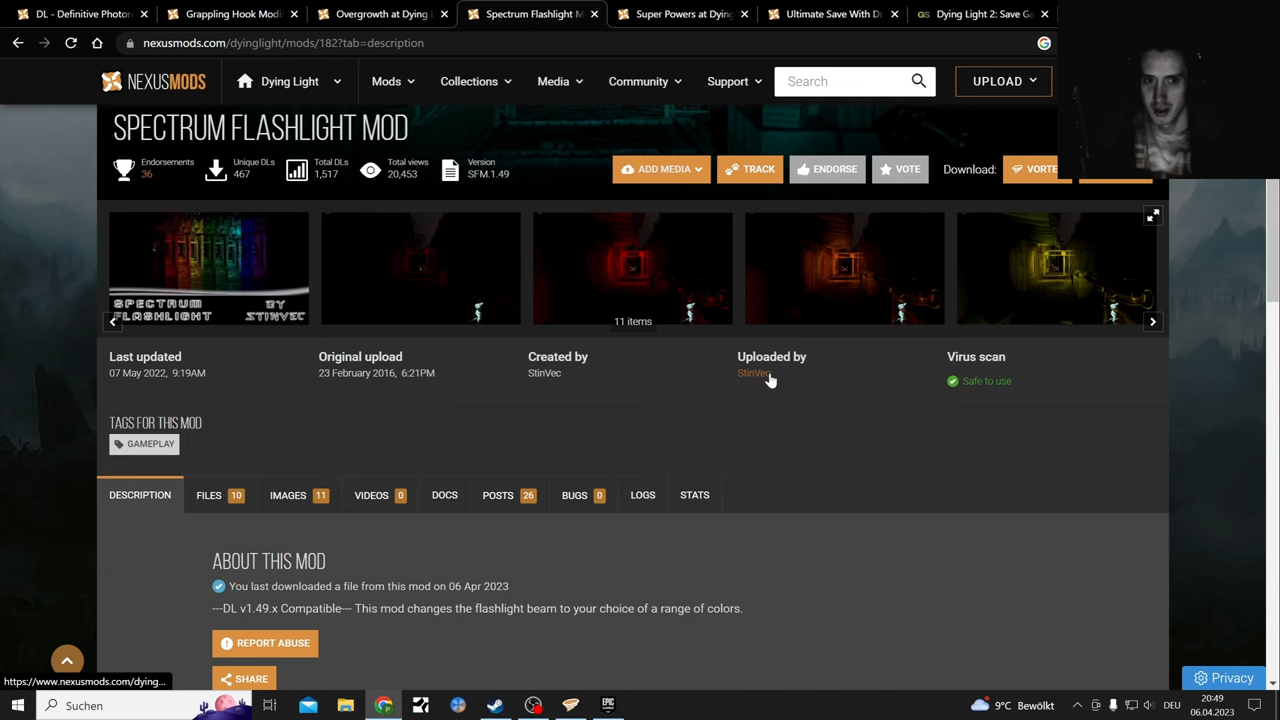 DL - Definitive Photore
Grappling Hook Modif
Overgrowth at Dying L
Spectrum Flashlight M
Super Powers at Dying
Ultimate Save With De
GS Dying Light 2: Save Ga
nexusmods.com/dyinglight/mods/182?tab=description
NEXUSMODS
Dying Light
Mods
Collections
Media
Community
Support
Search
UPLOAD
SPECTRUM FLASHLIGHT MOD
Endorsements
36
Unique DLs
467
Total DLs
1,517
Total views
20,453
Version
SFM.1.49
ADD MEDIA
TRACK
ENDORSE
VOTE
Download:
VORTE
SPECTRUM
FLASHLIGHT
BY
STINVEC
11 items
Last updated
07 May 2022, 9:19AM
Original upload
23 February 2016, 6:21PM
Created by
StinVec
Uploaded by
StinVec
Virus scan
Safe to use
TAGS FOR THIS MOD
GAMEPLAY
DESCRIPTION
FILES 10
IMAGES 11
VIDEOS 0
DOCS
POSTS 26
BUGS 0
LOGS
STATS
ABOUT THIS MOD
You last downloaded a file from this mod on 06 Apr 2023
---DL v1.49.x Compatible--- This mod changes the flashlight beam to your choice of a range of colors.
REPORT ABUSE
SHARE
https://www.nexusmods.com/dying...
Privacy
Suchen
EPIC
GAMES
9°C Bewölkt
DEU
20:49
06.04.2023